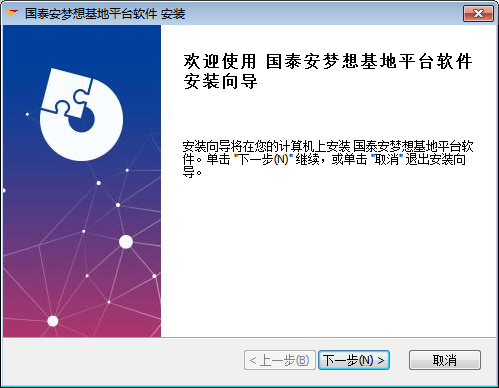 国泰安梦想基地平台软件 安装
欢迎使用 国泰安梦想基地平台软件
安装向导
安装向导将在您的计算机上安装 国泰安梦想基地平台软
件。单击 "下一步(N)" 继续，或单击 "取消" 退出安装向
导。
< 上一步(B)
下一步(N) >
取消